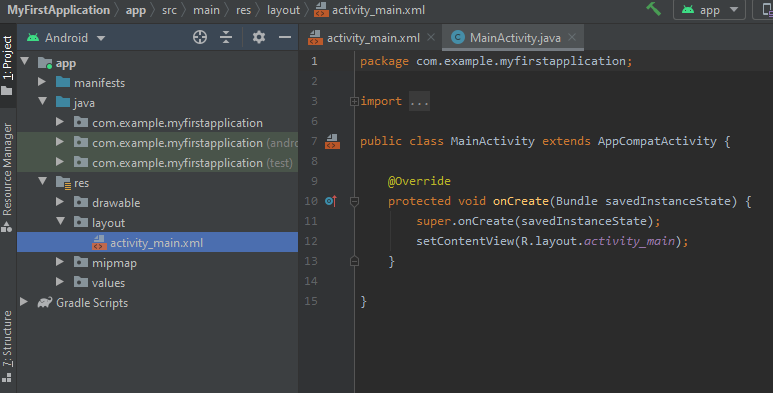 MyFirstApplication app src main res layout activity_main.xml app
Android
activity_main.xml MainActivity.java
1: Project
Resource Manager
7: Structure
app
manifests
java
com.example.myfirstapplication
com.example.myfirstapplication (andro
com.example.myfirstapplication (test)
res
drawable
layout
activity_main.xml
mipmap
values
Gradle Scripts
1 package com.example.myfirstapplication;
2
3 import ...
6
7 public class MainActivity extends AppCompatActivity {
8
9 @Override
10 protected void onCreate(Bundle savedInstanceState) {
11 super.onCreate(savedInstanceState);
12 setContentView(R.layout.activity_main);
13 }
14
15 }